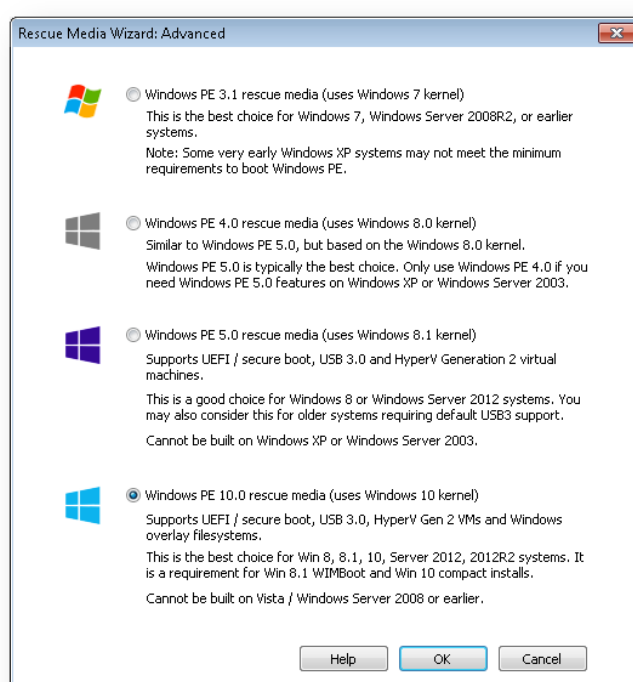 Rescue Media Wizard: Advanced
Windows PE 3.1 rescue media (uses Windows 7 kernel)
This is the best choice for Windows 7, Windows Server 2008R2, or earlier
systems.
Note: Some very early Windows XP systems may not meet the minimum
requirements to boot Windows PE.
Windows PE 4.0 rescue media (uses Windows 8.0 kernel)
Similar to Windows PE 5.0, but based on the Windows 8.0 kernel.
Windows PE 5.0 is typically the best choice. Only use Windows PE 4.0 if you
need Windows PE 5.0 features on Windows XP or Windows Server 2003.
Windows PE 5.0 rescue media (uses Windows 8.1 kernel)
Supports UEFI / secure boot, USB 3.0 and HyperV Generation 2 virtual
machines.
This is a good choice for Windows 8 or Windows Server 2012 systems. You
may also consider this for older systems requiring default USB3 support.
Cannot be built on Windows XP or Windows Server 2003.
Windows PE 10.0 rescue media (uses Windows 10 kernel)
Supports UEFI / secure boot, USB 3.0, HyperV Gen 2 VMs and Windows
overlay filesystems.
This is the best choice for Win 8, 8.1, 10, Server 2012, 2012R2 systems. It
is a requirement for Win 8.1 WIMBoot and Win 10 compact installs.
Cannot be built on Vista / Windows Server 2008 or earlier.
Help OK Cancel